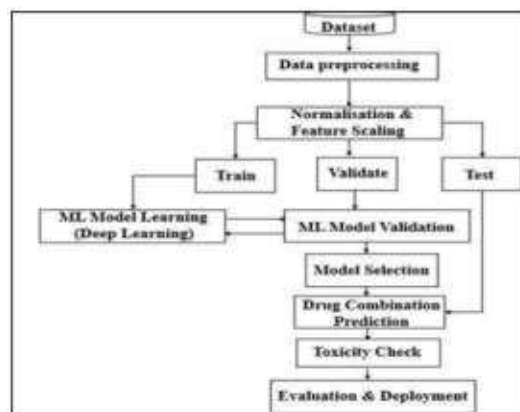 Dataset
Data preprocessing
Normalisation &
Feature Scaling
Train
Validate
Test
ML Model Learning
(Deep Learning)
ML Model Validation
Model Selection
Drug Combination
Prediction
Toxicity Check
Evaluation & Deployment